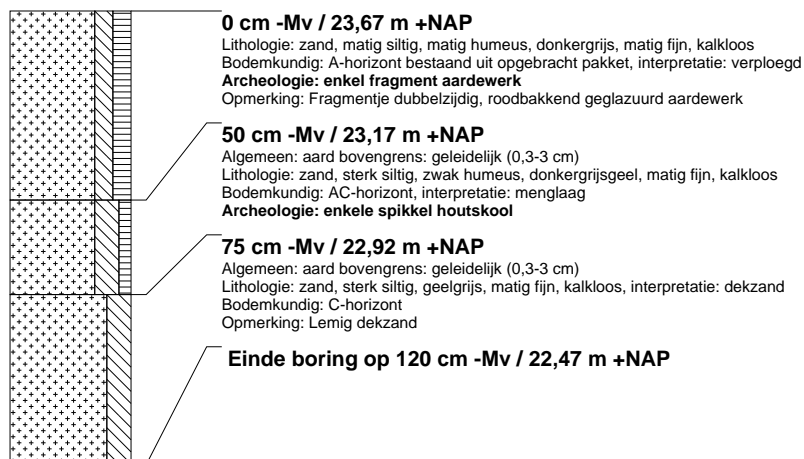 0 cm -Mv / 23,67 m +NAP
Lithologie: zand, matig siltig, matig humeus, donkergrijs, matig fijn, kalkloos
Bodemkundig: A-horizont bestaand uit opgebracht pakket, interpretatie: verploegd
Archeologie: enkel fragment aardewerk
Opmerking: Fragmentje dubbelzijdig, roodbakkend geglazuurd aardewerk
50 cm -Mv / 23,17 m +NAP
Algemeen: aard bovengrens: geleidelijk (0,3-3 cm)
Lithologie: zand, sterk siltig, zwak humeus, donkergrijsgeel, matig fijn, kalkloos
Bodemkundig: AC-horizont, interpretatie: menglaag
Archeologie: enkele spikkel houtskool
75 cm -Mv / 22,92 m +NAP
Algemeen: aard bovengrens: geleidelijk (0,3-3 cm)
Lithologie: zand, sterk siltig, geelgrijs, matig fijn, kalkloos, interpretatie: dekzand
Bodemkundig: C-horizont
Opmerking: Lemig dekzand
Einde boring op 120 cm -Mv / 22,47 m +NAP